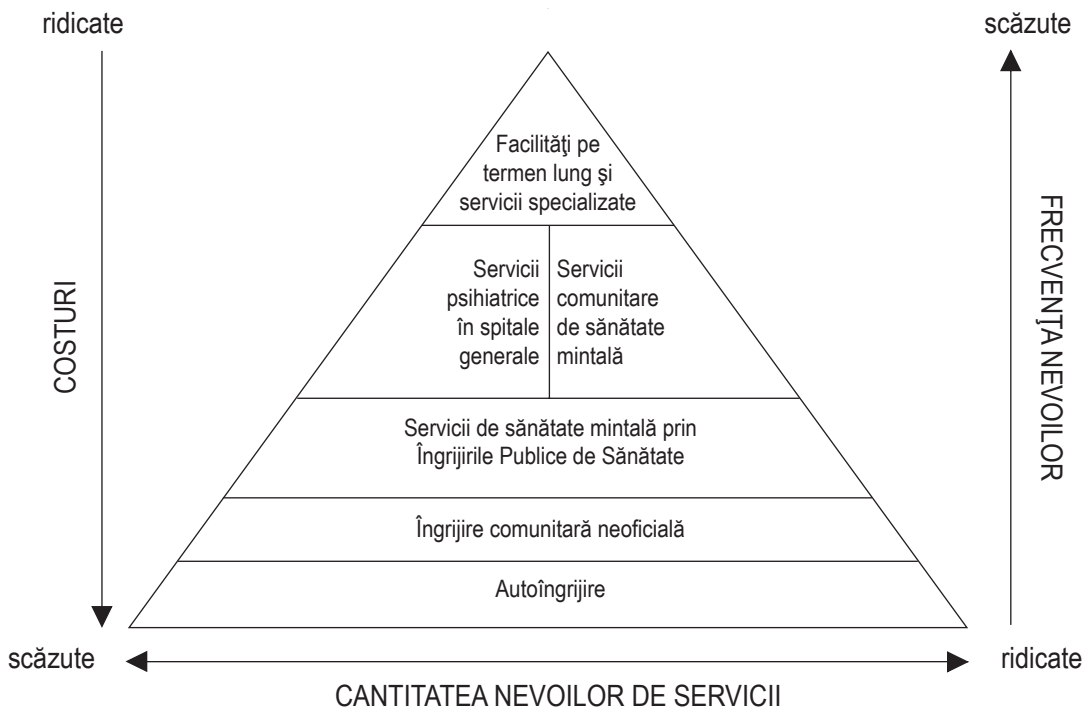 ridicate
scăzute
Facilităţi pe
termen lung şi
servicii specializate
COSTURI
Servicii
psihiatrice
în spitale
generale
Servicii
comunitare
de sănătate
mintală
FRECVENŢA NEVOILOR
Servicii de sănătate mintală prin
Îngrijirile Publice de Sănătate
Îngrijire comunitară neoficială
Autoîngrijire
scăzute
ridicate
CANTITATEA NEVOILOR DE SERVICII